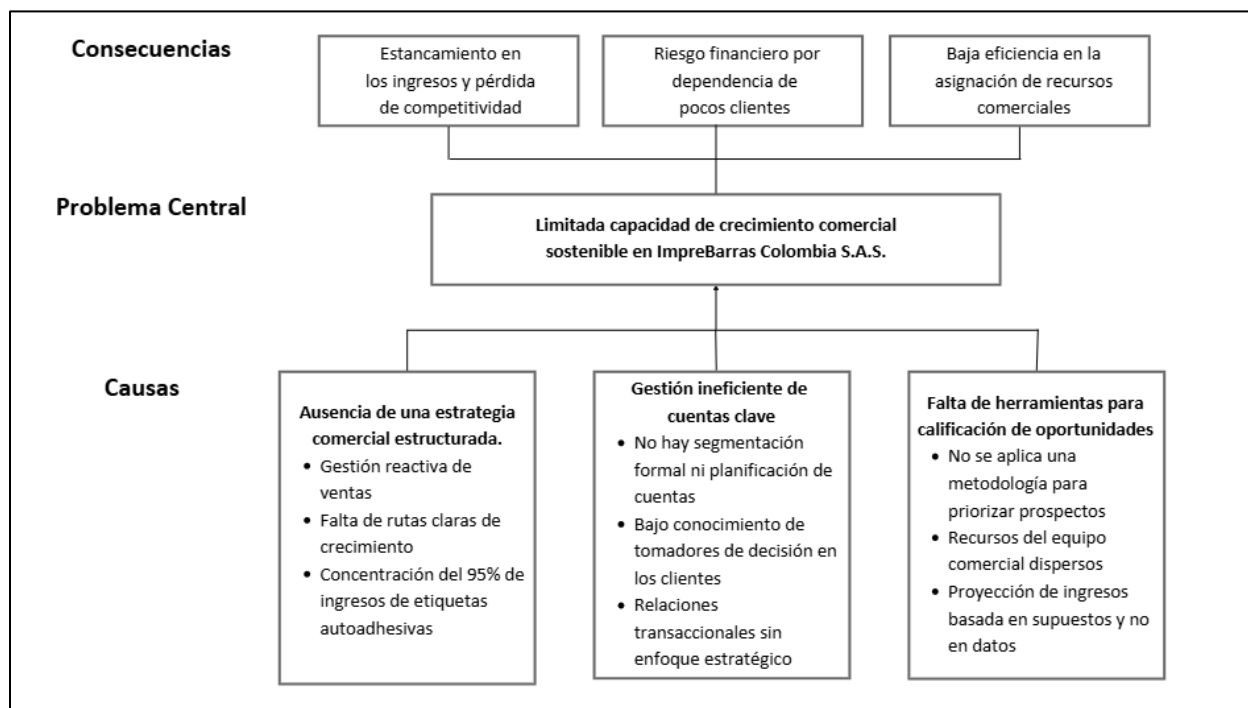 Consecuencias
Estancamiento en
los ingresos y pérdida
de competitividad
Riesgo financiero por
dependencia de
pocos clientes
Baja eficiencia en la
asignación de recursos
comerciales
Problema Central
Limitada capacidad de crecimiento comercial
sostenible en ImpreBarras Colombia S.A.S.
Causas
Ausencia de una estrategia
comercial estructurada.
• Gestión reactiva de
ventas
• Falta de rutas claras de
crecimiento
• Concentración del 95% de
ingresos de etiquetas
autoadhesivas
Gestión ineficiente de
cuentas clave
• No hay segmentación
formal ni planificación de
cuentas
• Bajo conocimiento de
tomadores de decisión en
los clientes
• Relaciones
transaccionales sin
enfoque estratégico
Falta de herramientas para
calificación de oportunidades
• No se aplica una
metodología para
priorizar prospectos
• Recursos del equipo
comercial dispersos
• Proyección de ingresos
basada en supuestos y no
en datos